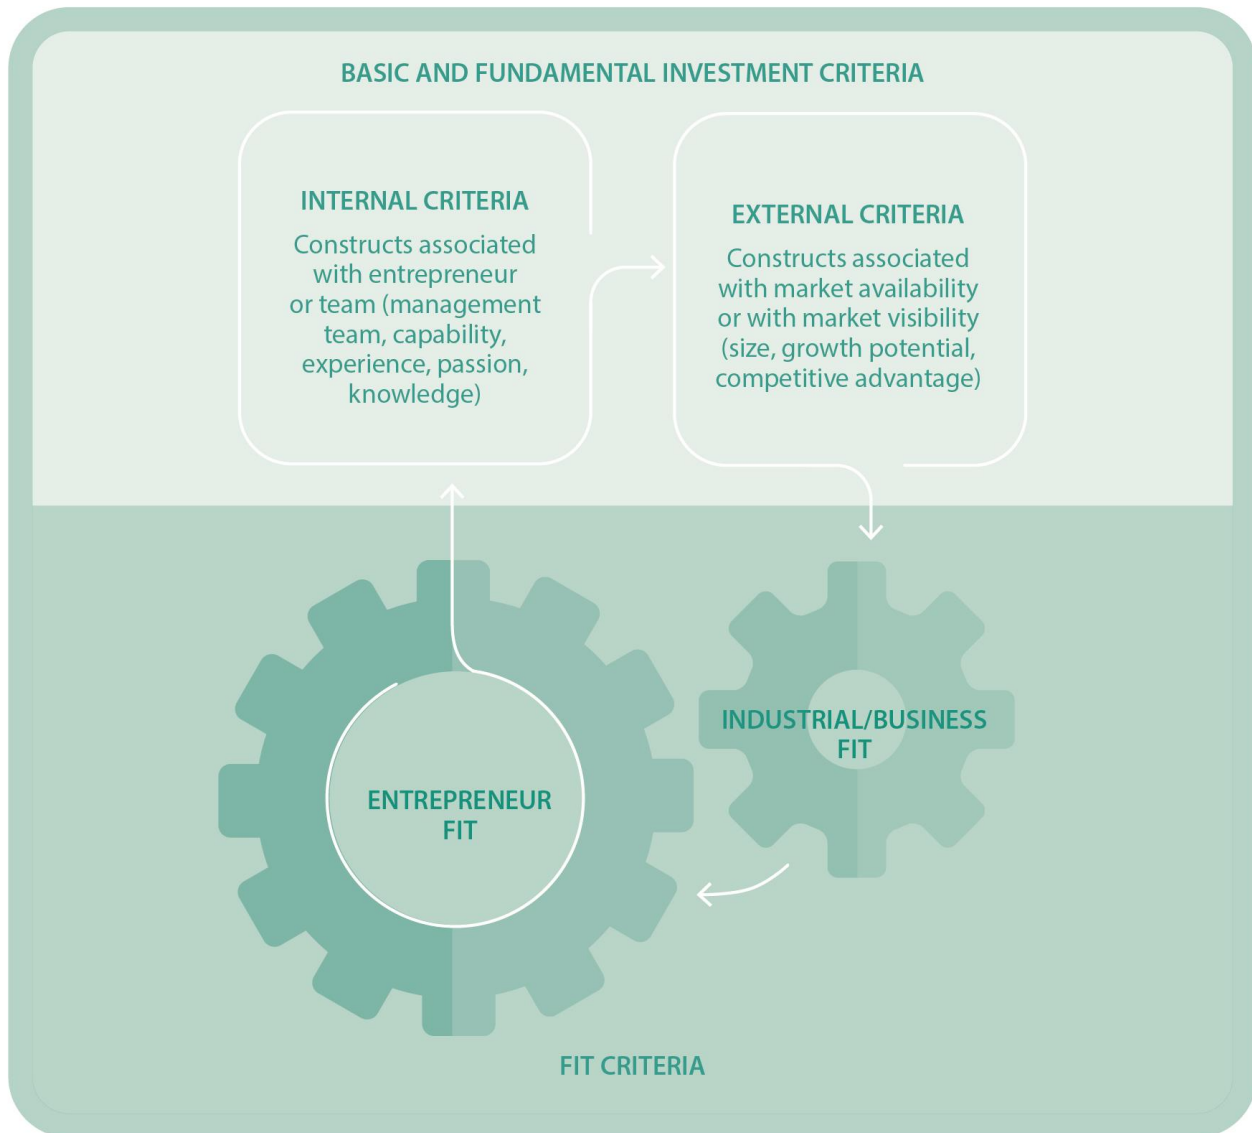 BASIC AND FUNDAMENTAL INVESTMENT CRITERIA
INTERNAL CRITERIA
Constructs associated
with entrepreneur
or team (management
team, capability,
experience, passion,
knowledge)
EXTERNAL CRITERIA
Constructs associated
with market availability
or with market visibility
(size, growth potential,
competitive advantage)
ENTREPRENEUR
FIT
INDUSTRIAL/BUSINESS
FIT
FIT CRITERIA